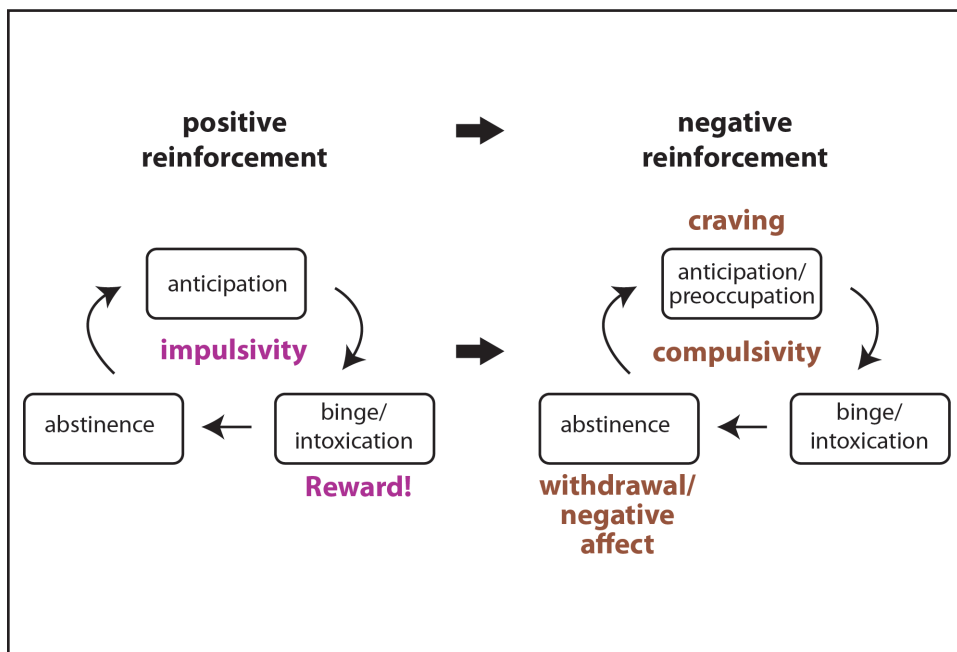 positive
reinforcement
negative
reinforcement
craving
anticipation
anticipation/
preoccupation
impulsivity
compulsivity
abstinence
binge/
intoxication
abstinence
binge/
intoxication
Reward!
withdrawal/
negative
affect